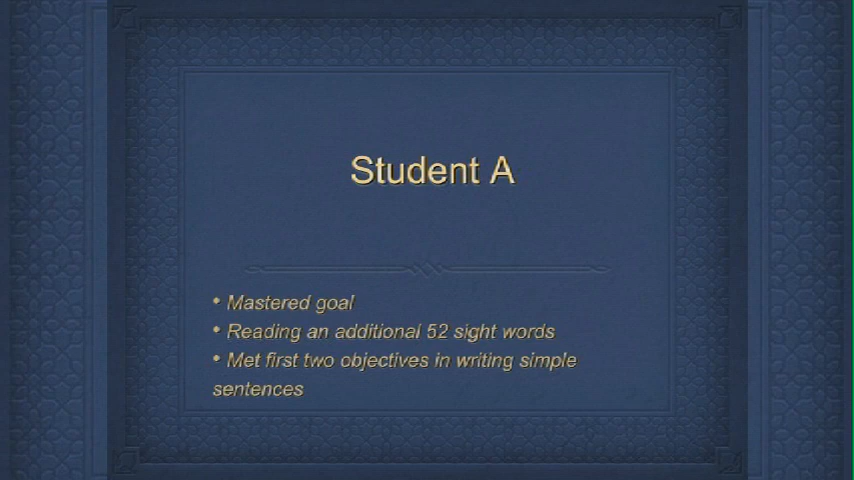 Student A
• Mastered goal
• Reading an additional 52 sight words
• Met first two objectives in writing simple
sentences